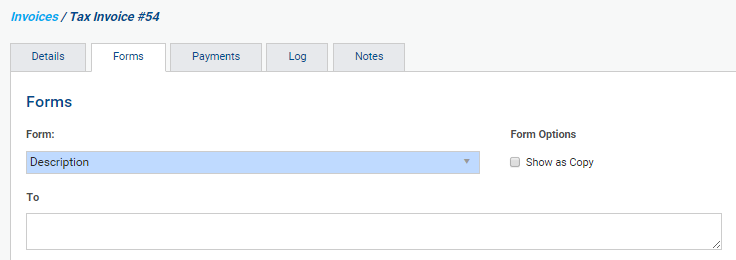 Invoices / Tax Invoice #54
Details Forms Payments Log Notes
Forms
Form: Form Options
Description Show as Copy
To